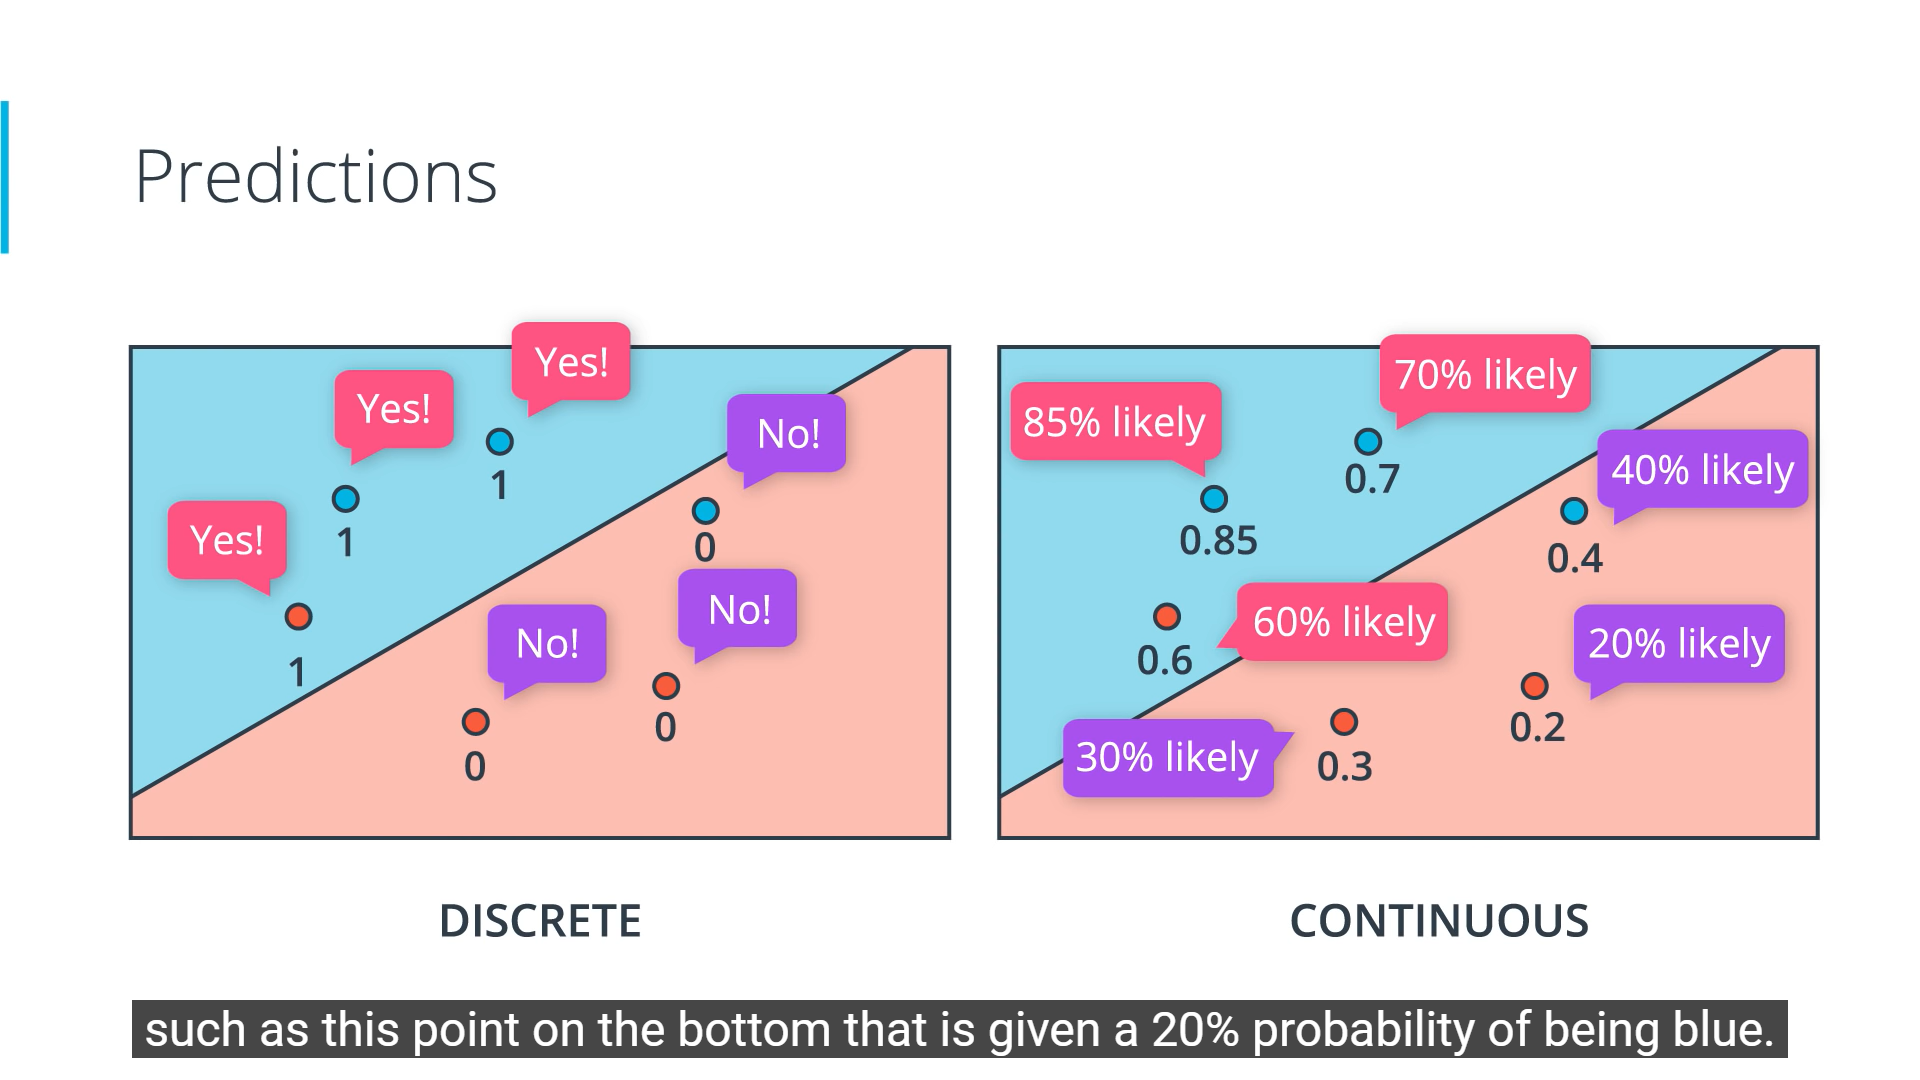 Predictions
Yes!
Yes!
No!
1
1
Yes!
0
No!
No!
1
0
0
DISCRETE
70% likely
85% likely
40% likely
0.7
0.85
0.4
60% likely
20% likely
0.6
0.2
30% likely
0.3
CONTINUOUS
such as this point on the bottom that is given a 20% probability of being blue.